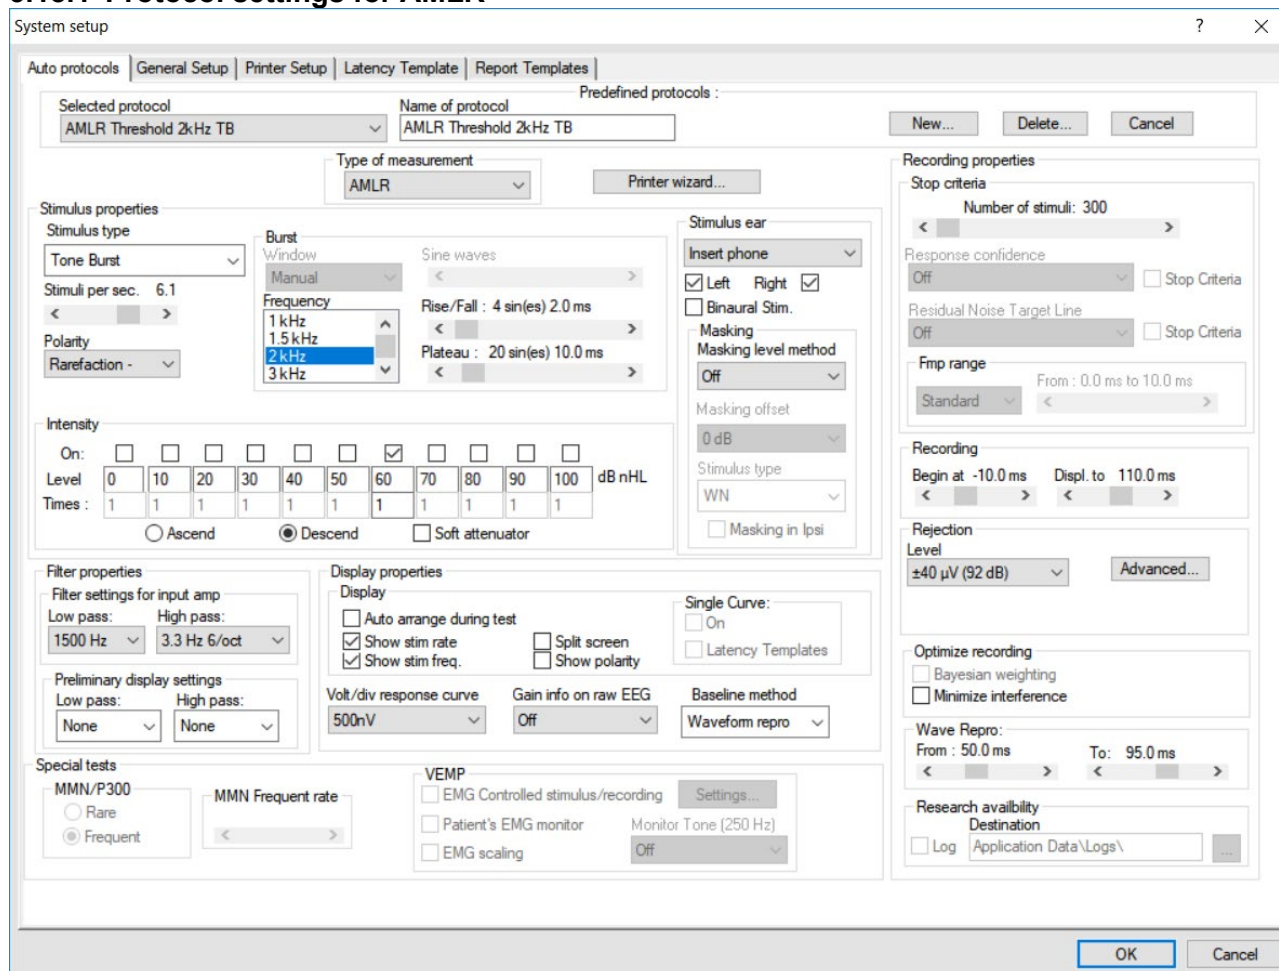 System setup ?
Auto protocols General Setup Printer Setup Latency Template Report Templates
Predefined protocols :
Selected protocol Name of protocol
AMLR Threshold 2kHz TB AMLR Threshold 2kHz TB New... Delete... Cancel
Type of measurement
AMLR Printer wizard...
Stimulus properties
Stimulus type
Tone Burst
Stimuli per sec. 6.1
Polarity
Rarefaction -
Burst
Window Sine waves
Manual
Frequency
1 kHz
1.5 kHz
2 kHz
3 kHz
Rise/Fall : 4 sin(es) 2.0 ms
Plateau : 20 sin(es) 10.0 ms
Stimulus ear
Insert phone
Left Right
Binaural Stim.
Masking
Masking level method
Off
Masking offset
0 dB
Stimulus type
WN
Masking in Ipsi
Intensity
On:
Level 0 10 20 30 40 50 60 70 80 90 100 dB nHL
Times : 1 1 1 1 1 1 1 1 1 1 1
Ascend Descend Soft attenuator
Filter properties
Filter settings for input amp
Low pass: High pass:
1500 Hz 3.3 Hz 6/oct
Preliminary display settings
Low pass: High pass:
None None
Display properties
Display
Auto arrange during test
Show stim rate Split screen
Show stim freq. Show polarity
Single Curve:
On
Latency Templates
Volt/div response curve Gain info on raw EEG Baseline method
500nV Off Waveform repro
Special tests
MMN/P300
Rare
Frequent
MMN Frequent rate
VEMP
EMG Controlled stimulus/recording Settings...
Patient's EMG monitor Monitor Tone (250 Hz)
EMG scaling Off
Recording properties
Stop criteria
Number of stimuli: 300
Response confidence
Off Stop Criteria
Residual Noise Target Line
Off Stop Criteria
Fmp range
From : 0.0 ms to 10.0 ms
Standard
Recording
Begin at -10.0 ms Displ. to 110.0 ms
Rejection
Level
±40 µV (92 dB) Advanced...
Optimize recording
Bayesian weighting
Minimize interference
Wave Repro:
From : 50.0 ms To: 95.0 ms
Research availbility
Destination
Log Application Data\Logs\ ...
OK Cancel